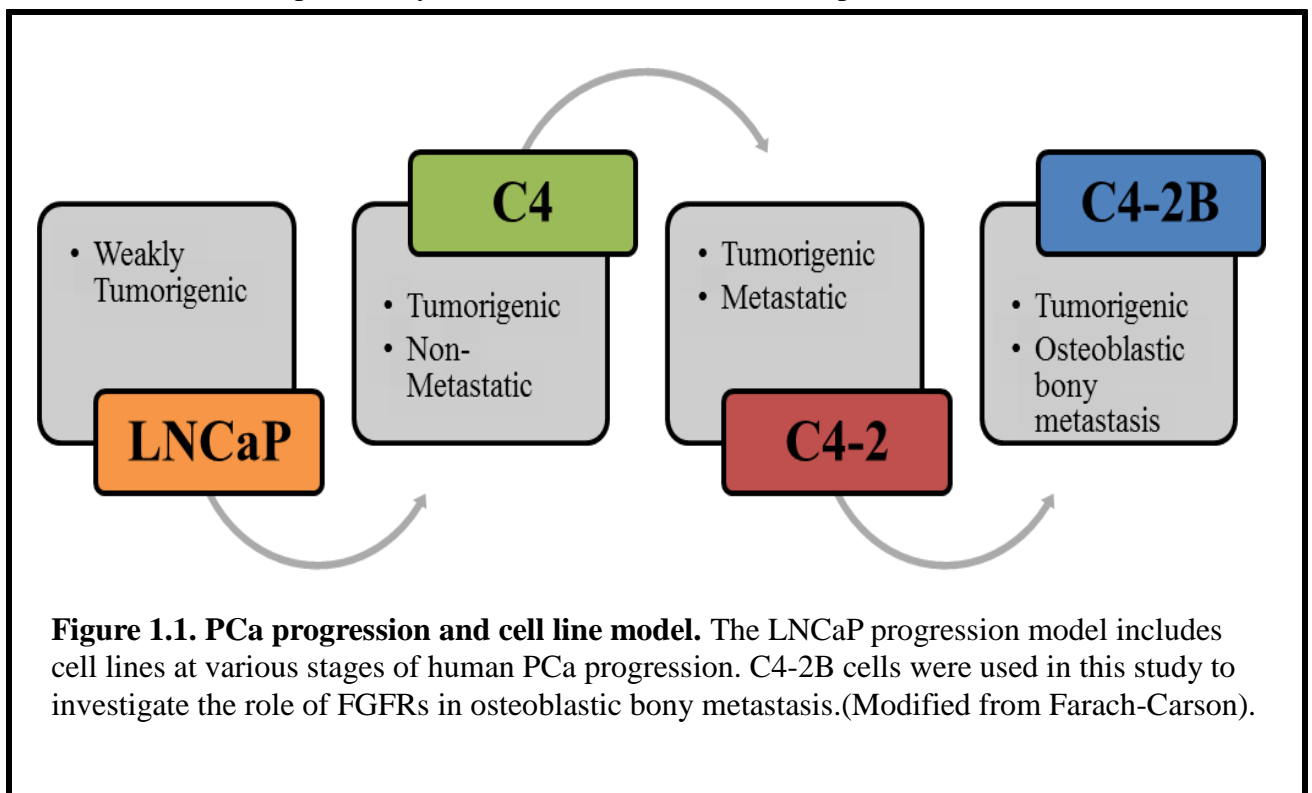 • Weakly
Tumorigenic
LNCaP
C4
• Tumorigenic
• Non-
Metastatic
• Tumorigenic
• Metastatic
C4-2
C4-2B
• Tumorigenic
• Osteoblastic
bony
metastasis
Figure 1.1. PCa progression and cell line model. The LNCaP progression model includes
cell lines at various stages of human PCa progression. C4-2B cells were used in this study to
investigate the role of FGFRs in osteoblastic bony metastasis.(Modified from Farach-Carson).